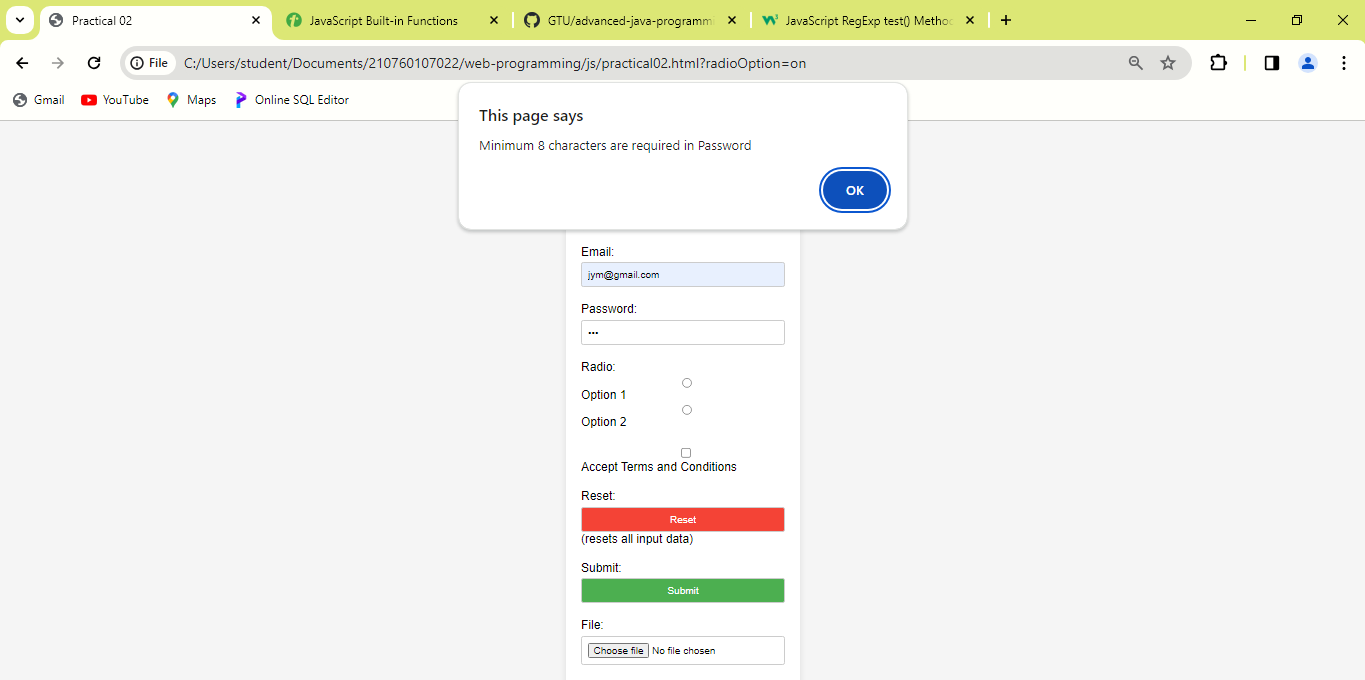 Practical 02
JavaScript Built-in Functions
GTU/advanced-java-programmi
JavaScript RegExp test() Method
File
C:/Users/student/Documents/210760107022/web-programming/js/practical02.html?radioOption=on
Gmail
YouTube
Maps
Online SQL Editor
This page says
Minimum 8 characters are required in Password
OK
Email:
jym@gmail.com
Password:
•••
Radio:
Option 1
Option 2
Accept Terms and Conditions
Reset:
Reset
(resets all input data)
Submit:
Submit
File:
Choose file No file chosen